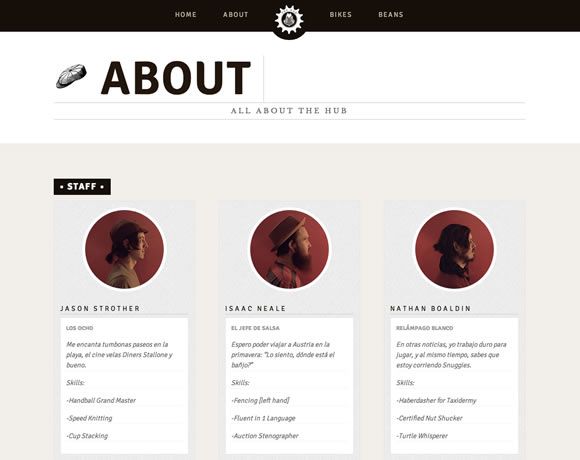 HOME ABOUT BIKES BEANS
ABOUT
ALL ABOUT THE HUB
• STAFF •
JASON STROTHER
LOS OCHO
Me encanta tumbonas paseos en la
playa, el cine velas Diners Stallone y
bueno.
Skills:
-Handball Grand Master
-Speed Knitting
-Cup Stacking
ISAAC NEALE
EL JEFE DE SALSA
Espero poder viajar a Austria en la
primavera: "Lo siento, dónde está el
baño?"
Skills:
-Fencing [left hand]
-Fluent in 1 Language
-Auction Stenographer
NATHAN BOALDIN
RELÁMPAGO BLANCO
En otras noticias, yo trabajo duro para
jugar, y al mismo tiempo, sabes que
estoy corriendo Snuggies.
Skills:
-Haberdasher for Taxidermy
-Certified Nut Shucker
-Turtle Whisperer